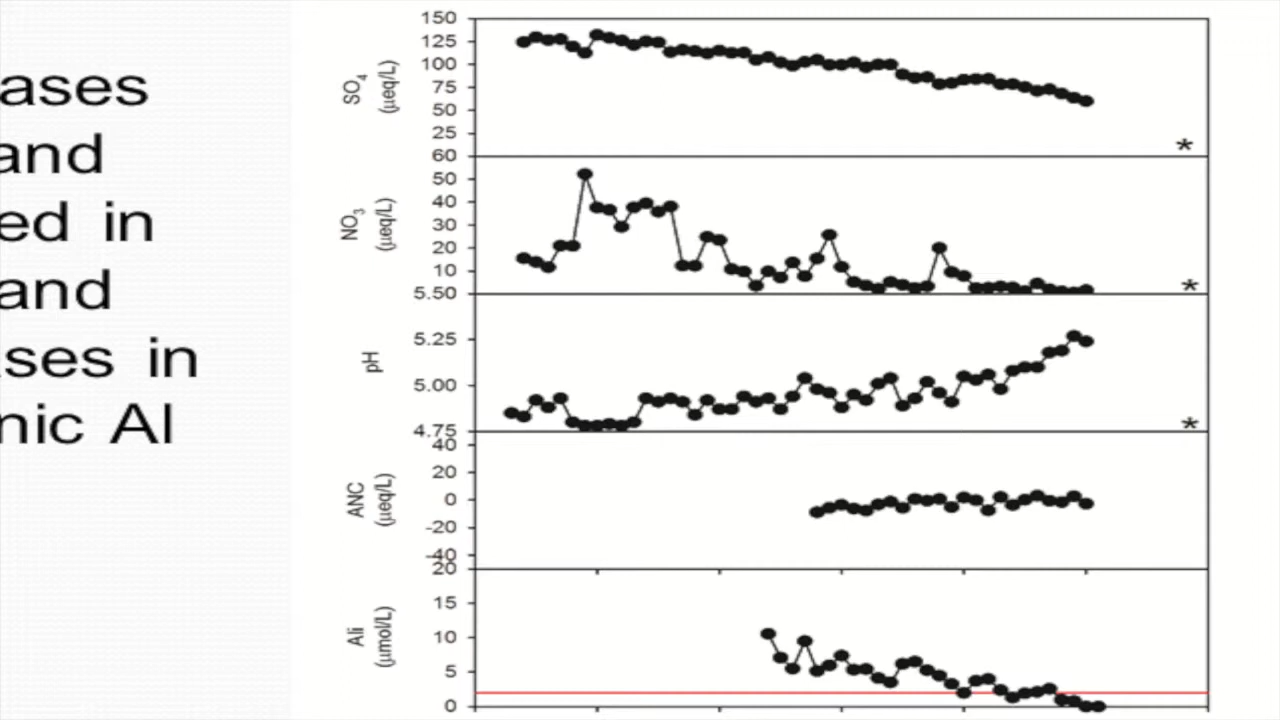 ases
and
ed in
and
ses in
nic Al
150
125
100
75
50
25
SO4
(µeq/L)
*
60
50
40
30
20
10
NO3
(µeq/L)
*
5.50
5.25
5.00
4.75
pH
*
40
20
0
-20
-40
ANC
(µeq/L)
20
15
10
5
0
Ali
(µmol/L)